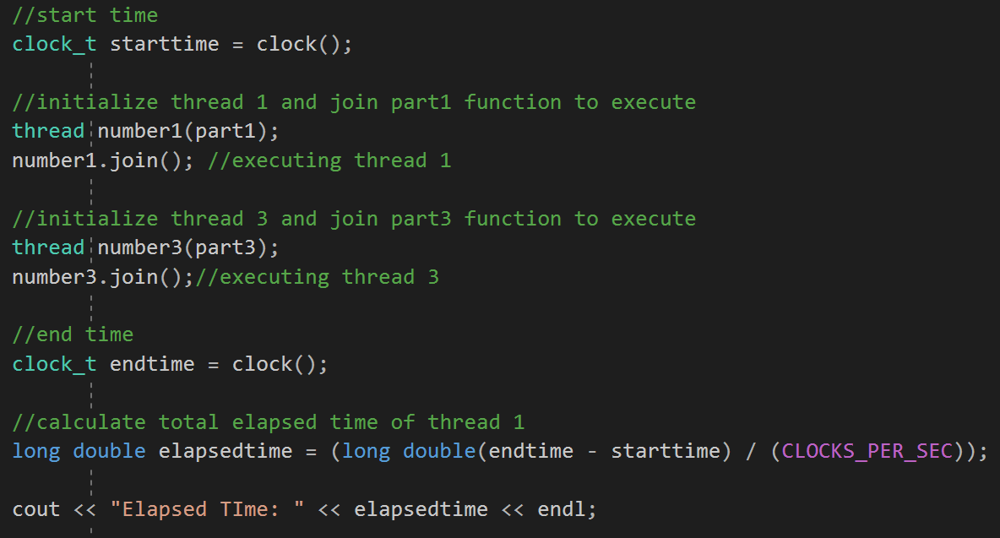 //start time
clock_t starttime = clock();
//initialize thread 1 and join part1 function to execute
thread number1(part1);
number1.join(); //executing thread 1
//initialize thread 3 and join part3 function to execute
thread number3(part3);
number3.join();//executing thread 3
//end time
clock_t endtime = clock();
//calculate total elapsed time of thread 1
long double elapsedtime = (long double(endtime - starttime) / (CLOCKS_PER_SEC));
cout << "Elapsed TIme: " << elapsedtime << endl;